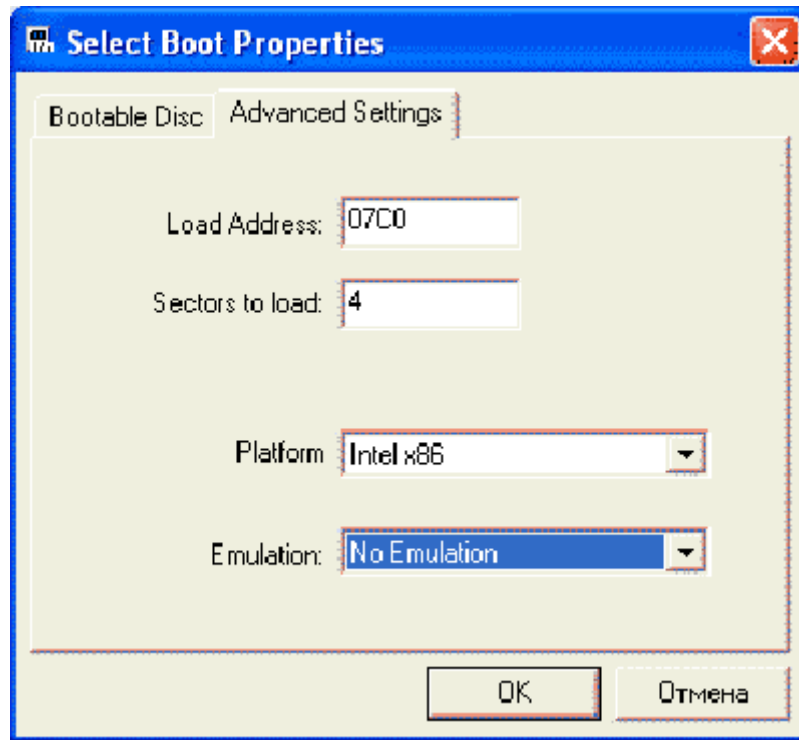 Select Boot Properties
Bootable Disc Advanced Settings
Load Address: 07C0
Sectors to load: 4
Platform Intel x86
Emulation: No Emulation
OK Отмена